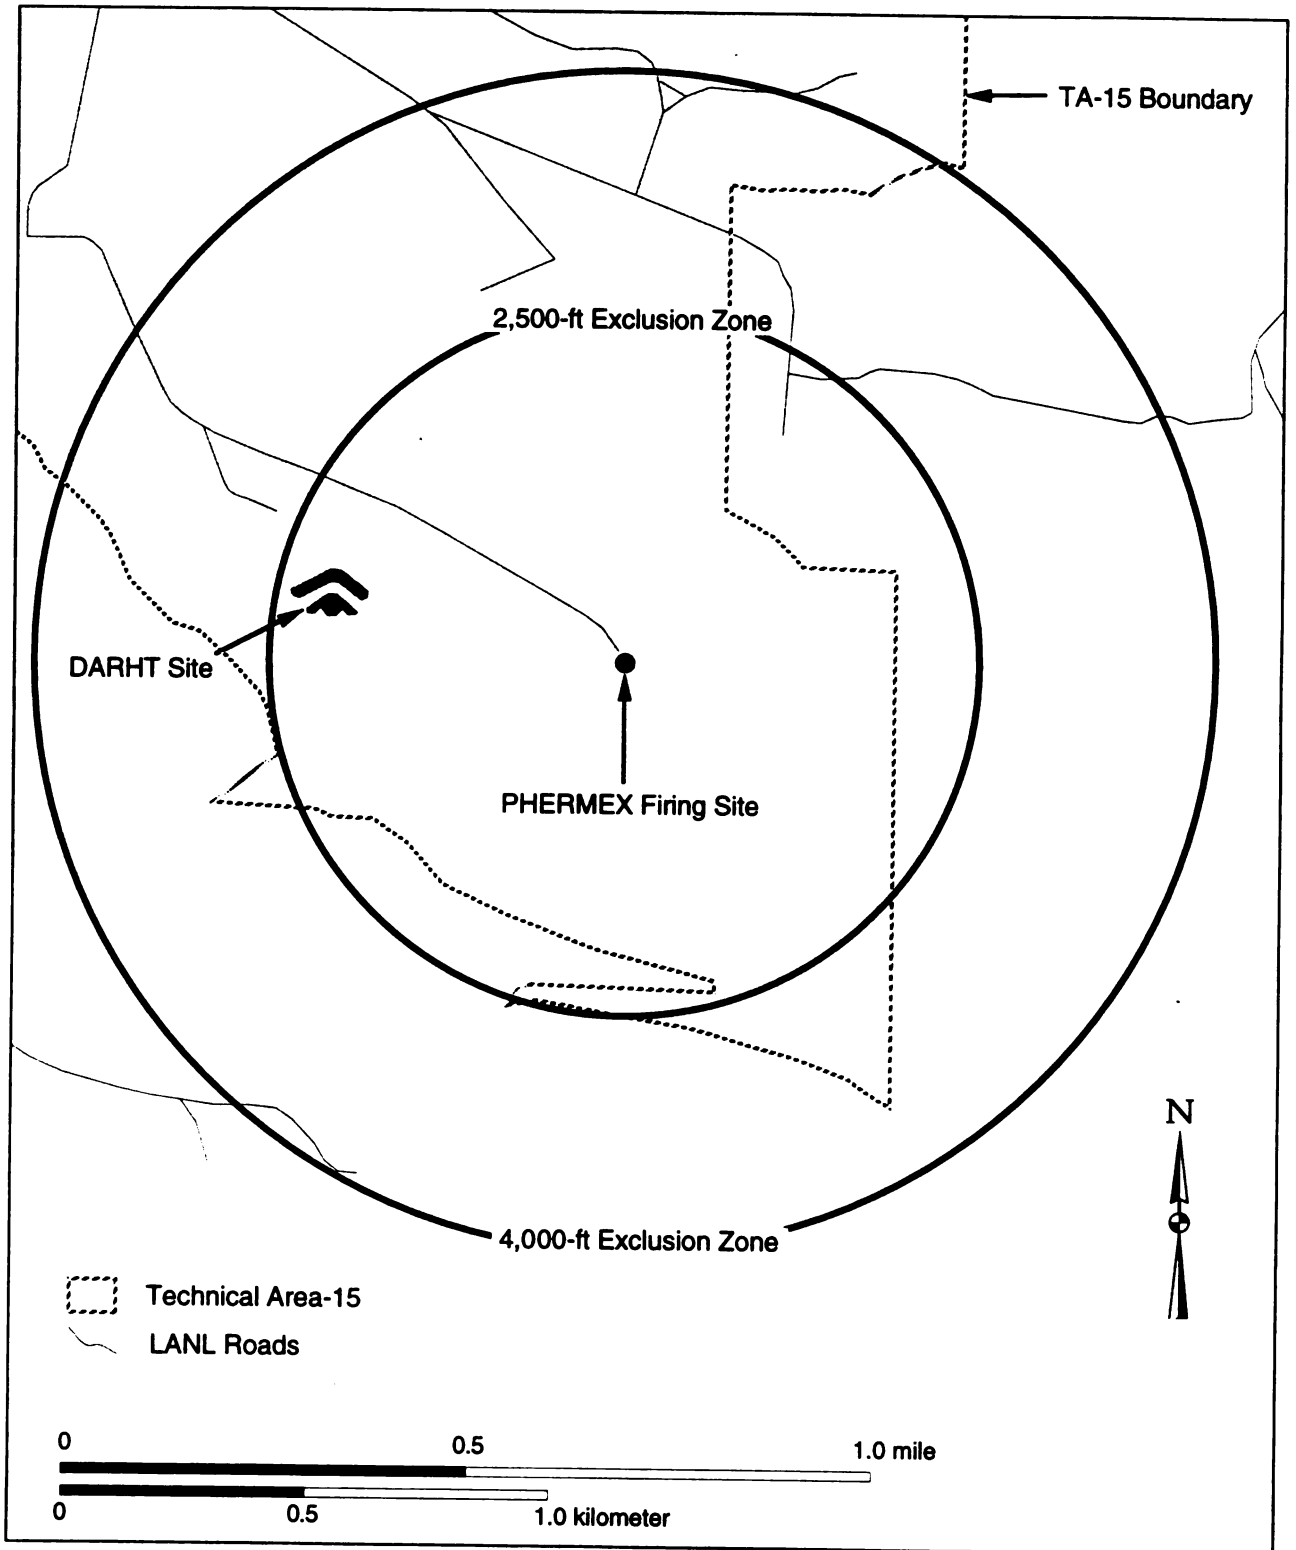 TA-15 Boundary
2,500-ft Exclusion Zone
DARHT Site
PHERMEX Firing Site
N
4,000-ft Exclusion Zone
Technical Area-15
LANL Roads
0 0.5 1.0 mile
0 0.5 1.0 kilometer